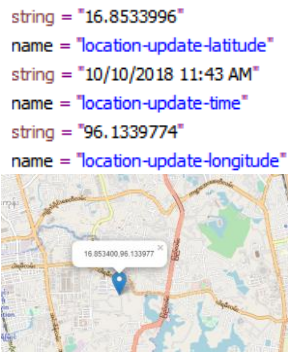 string = "16.8533996"
name = "location-update-latitude"
string = "10/10/2018 11:43 AM"
name = "location-update-time"
string = "96.1339774"
name = "location-update-longitude"
16.853400,96.133977